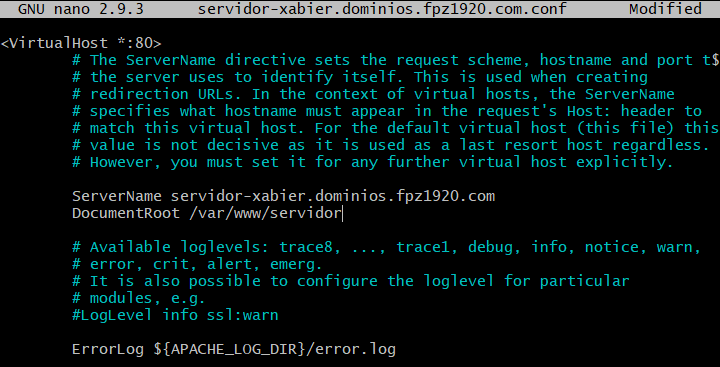 GNU nano 2.9.3 servidor-xabier.dominios.fpz1920.com.conf Modified
<VirtualHost *:80>
# The ServerName directive sets the request scheme, hostname and port t$
# the server uses to identify itself. This is used when creating
# redirection URLs. In the context of virtual hosts, the ServerName
# specifies what hostname must appear in the request's Host: header to
# match this virtual host. For the default virtual host (this file) this
# value is not decisive as it is used as a last resort host regardless.
# However, you must set it for any further virtual host explicitly.
ServerName servidor-xabier.dominios.fpz1920.com
DocumentRoot /var/www/servidor
# Available loglevels: trace8, ..., trace1, debug, info, notice, warn,
# error, crit, alert, emerg.
# It is also possible to configure the loglevel for particular
# modules, e.g.
#LogLevel info ssl:warn
ErrorLog ${APACHE_LOG_DIR}/error.log